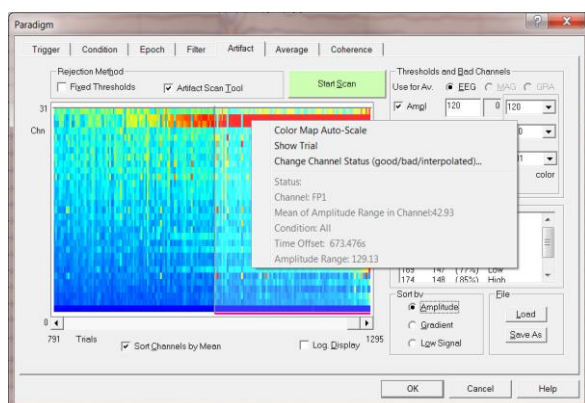 Paradigm
Trigger Condition Epoch Filter Artifact Average Coherence
Rejection Method
Fixed Thresholds Artifact Scan Tool
Start Scan
Thresholds and Bad Channels
Use for Av. EEG MAG GRA
Ampl 120 0 120
31
Chn
Color Map Auto-Scale
Show Trial
Change Channel Status (good/bad/interpolated)...
Status:
Channel: FP1
Mean of Amplitude Range in Channel:42.93
Condition: All
Time Offset: 673.476s
Amplitude Range: 129.13
color
174 148 (85%) High
Sort by
Amplitude
Gradient
Low Signal
File
Load
Save As
0
791 Trials 1295
Sort Channels by Mean Log. Display
OK Cancel Help